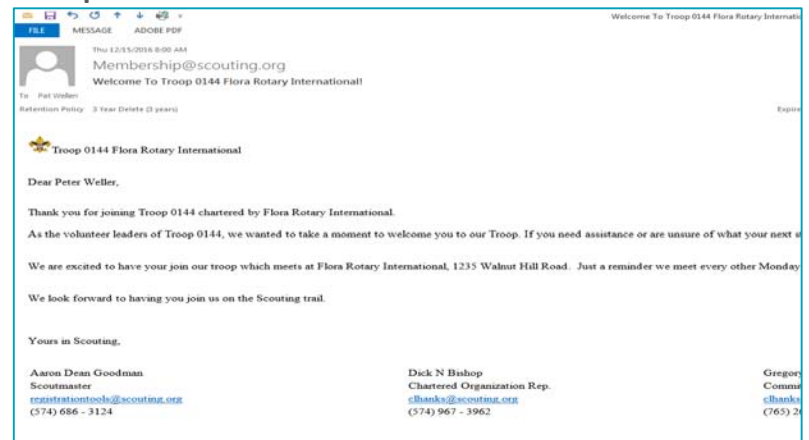 Welcome To Troop 0144 Flora Rotary Internatio
FILE MESSAGE ADOBE PDF
Thu 12/15/2016 8:00 AM
Membership@scouting.org
Welcome To Troop 0144 Flora Rotary International!
To Pat Weller
Retention Policy 3 Year Delete (3 years) Expire
Troop 0144 Flora Rotary International
Dear Peter Weller,
Thank you for joining Troop 0144 chartered by Flora Rotary International.
As the volunteer leaders of Troop 0144, we wanted to take a moment to welcome you to our Troop. If you need assistance or are unsure of what your next s
We are excited to have your join our troop which meets at Flora Rotary International, 1235 Walnut Hill Road. Just a reminder we meet every other Monday
We look forward to having you join us on the Scouting trail.
Yours in Scouting,
Aaron Dean Goodman Dick N Bishop Gregory
Scoutmaster Chartered Organization Rep. Commit
registrationtools@scouting.org clhanks@scouting.org clhanks
(574) 686 - 3124 (574) 967 - 3962 (765) 2